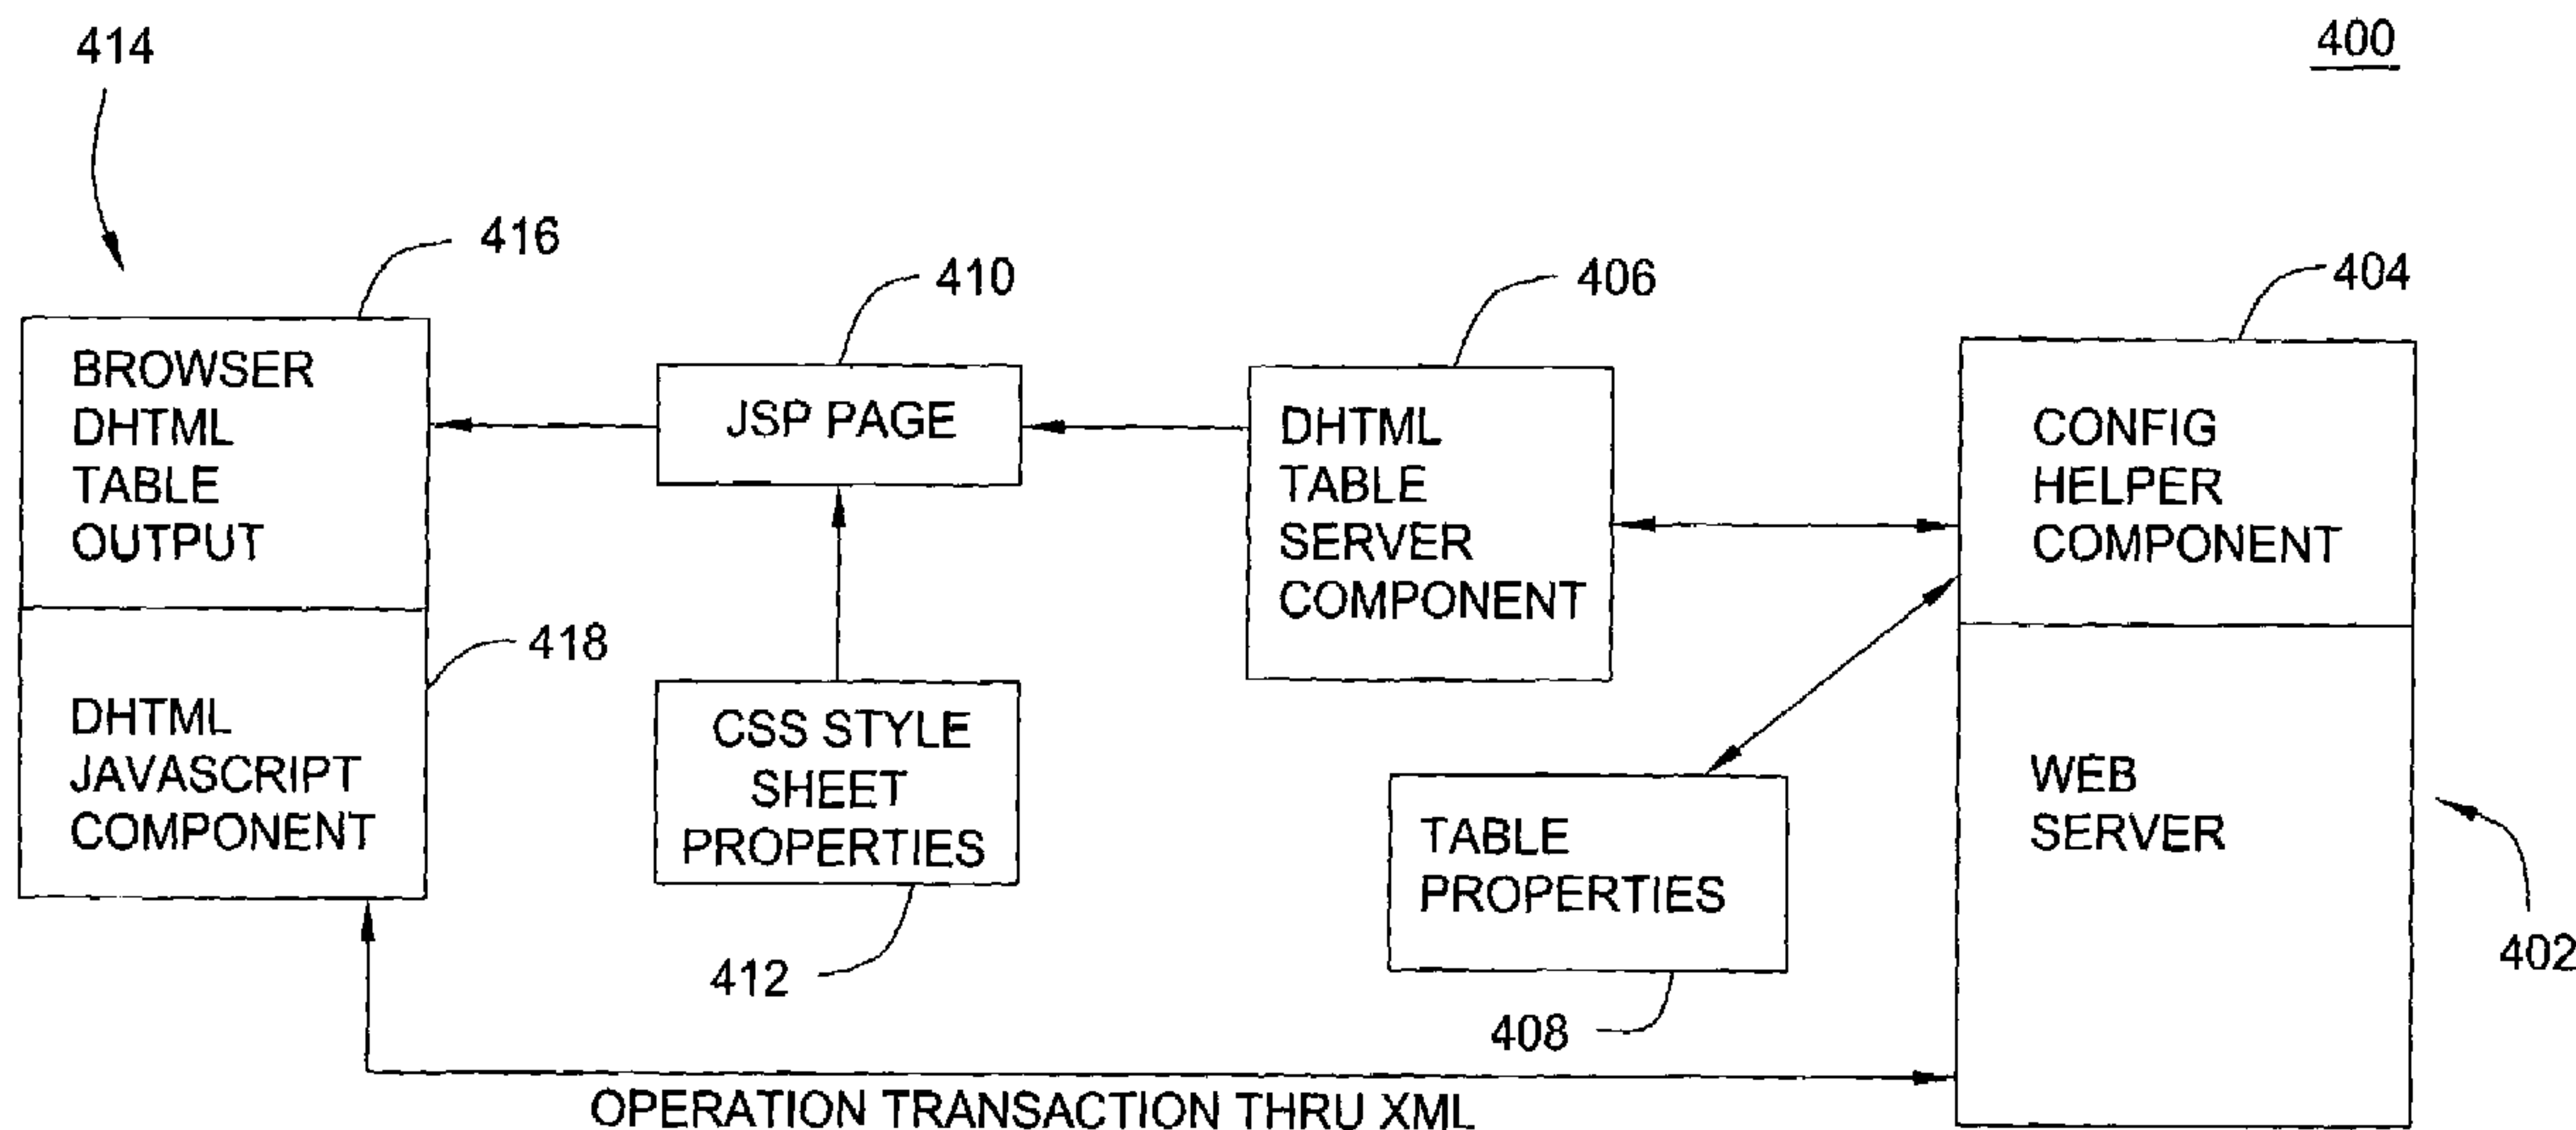 414
400
416
410
406
404
BROWSER
DHTML
TABLE
OUTPUT
JSP PAGE
DHTML
TABLE
SERVER
COMPONENT
CONFIG
HELPER
COMPONENT
418
DHTML
JAVASCRIPT
COMPONENT
CSS STYLE
SHEET
PROPERTIES
412
TABLE
PROPERTIES
408
WEB
SERVER
402
OPERATION TRANSACTION THRU XML